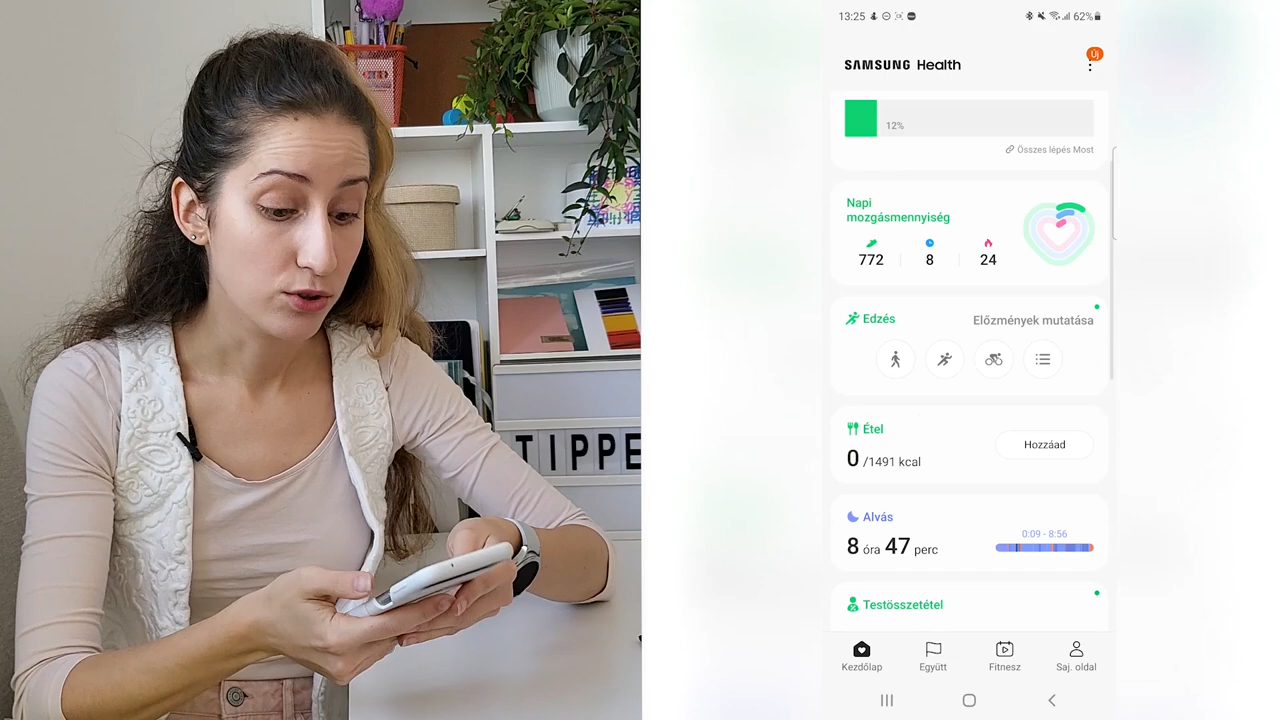 TIPPE
13:25
62%
SAMSUNG Health
Új
12%
Összes lépés Most
Napi
mozgásmennyiség
772
8
24
Edzés
Előzmények mutatása
Étel
0 /1491 kcal
Hozzáad
Alvás
8 óra 47 perc
0:09 - 8:56
Testösszetétel
Kezdőlap
Együtt
Fitnesz
Saj. oldal